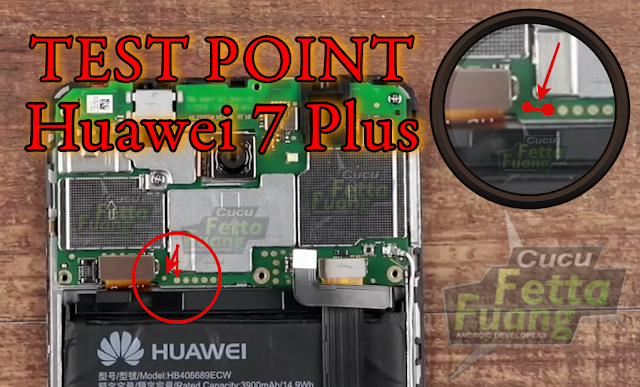 TEST POINT
Huawei 7 Plus
Cucu
Fetta
Fuang
Cucu
Fetta
Fuang
Cucu
Fetta
Fuang
Cucu
Fetta
Fuang
ANDROID DEVELOPERS
HUAWEI
型号/型號/Model: HB406689ECW
Rated Capacity: 3900mAh/14.9Wh